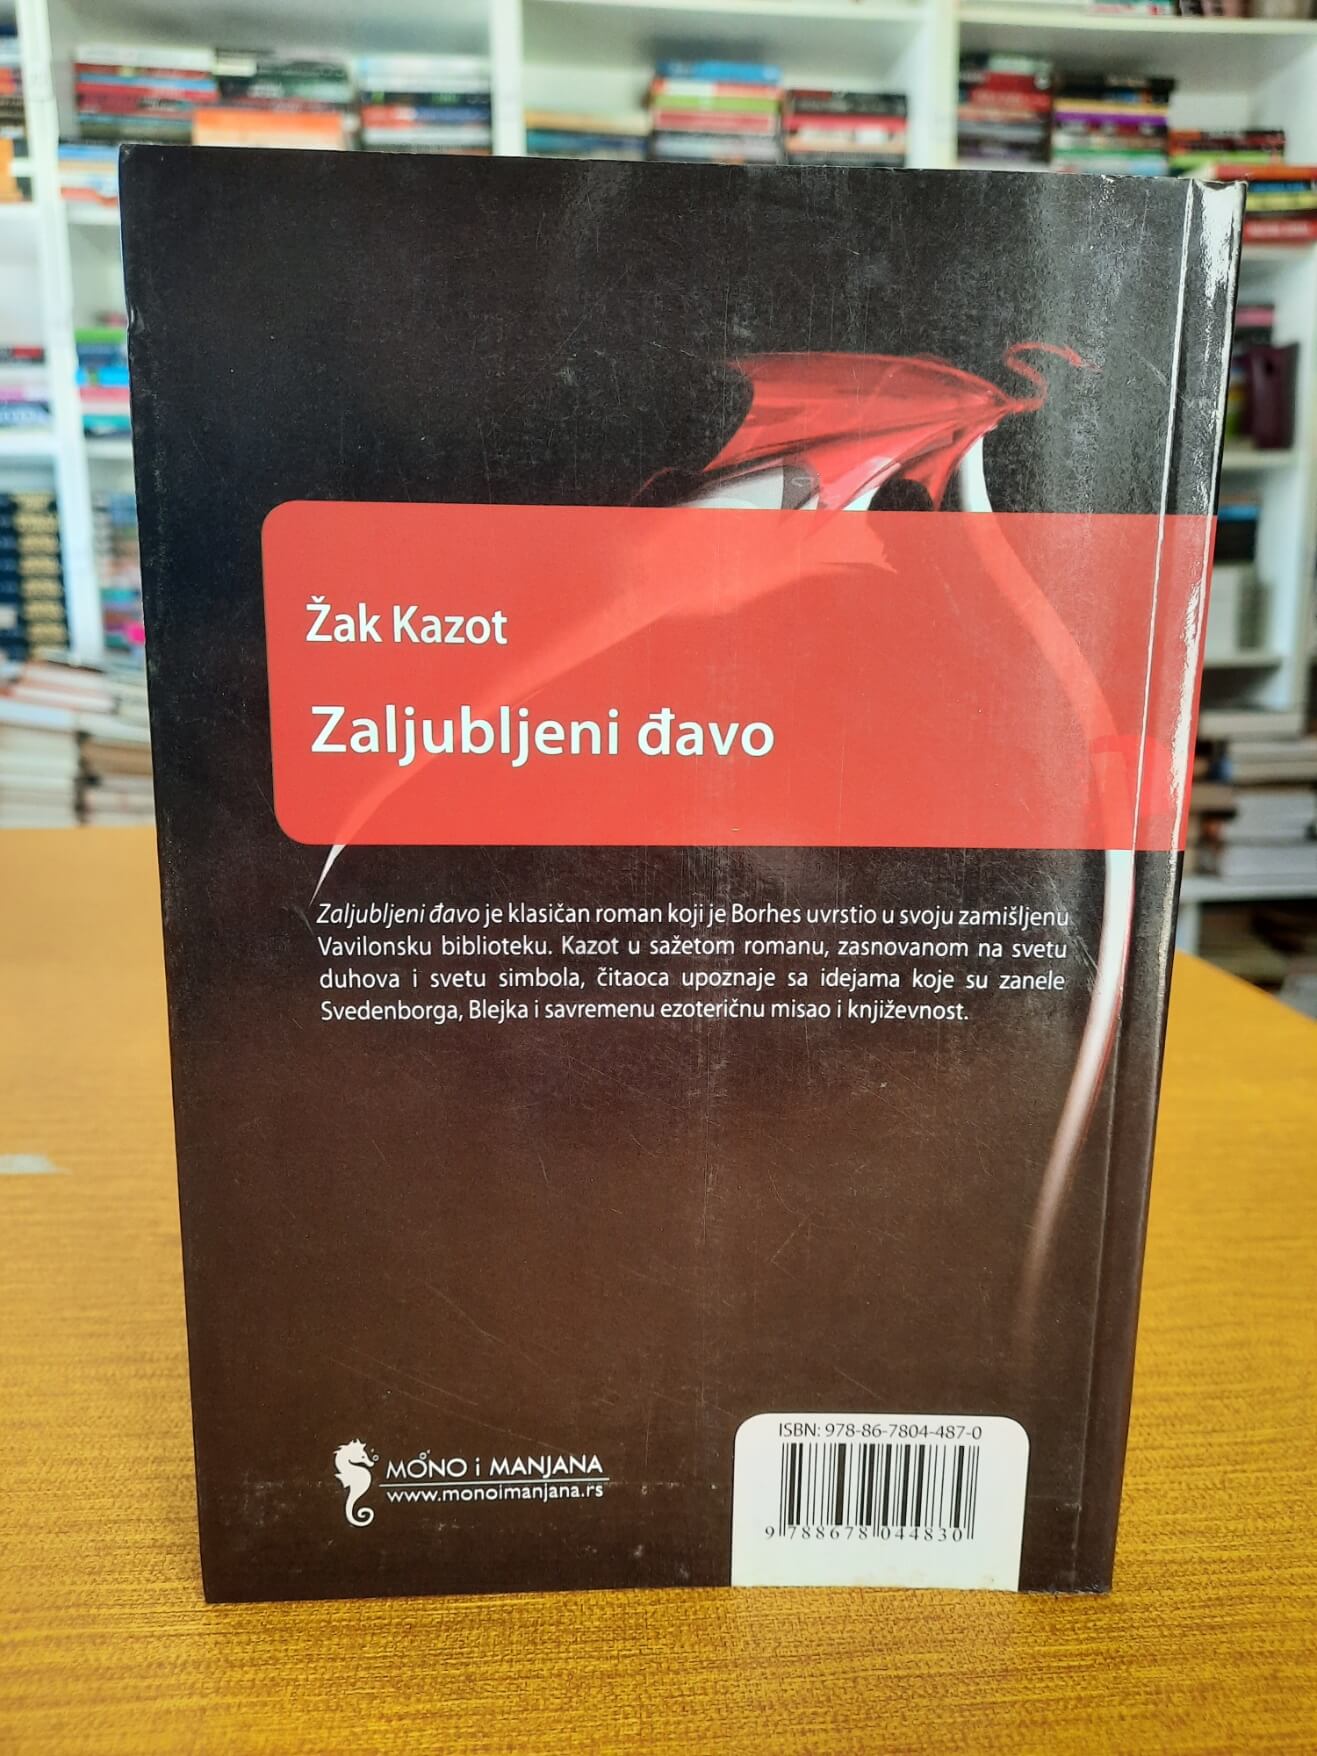 Žak Kazot
Zaljubljeni đavo
Zaljubljeni đavo je klasičan roman koji je Borhes uvrstio u svoju zamišljenu
Vavilonsku biblioteku. Kazot u sažetom romanu, zasnovanom na svetu
duhova i svetu simbola, čitaoca upoznaje sa idejama koje su zanele
Svedenborga, Blejka i savremenu ezoteričnu misao i književnost.
MONO i MANJANA
www.monoimanjana.rs
ISBN: 978-86-7804-487-0
9 788678 044830